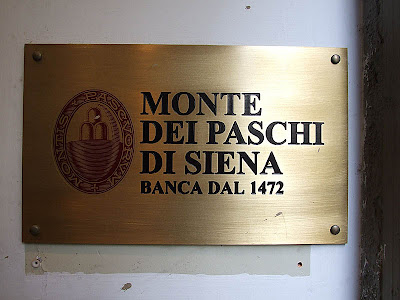 MONTE
DEI PASCHI
DI SIENA
BANCA DAL 1472